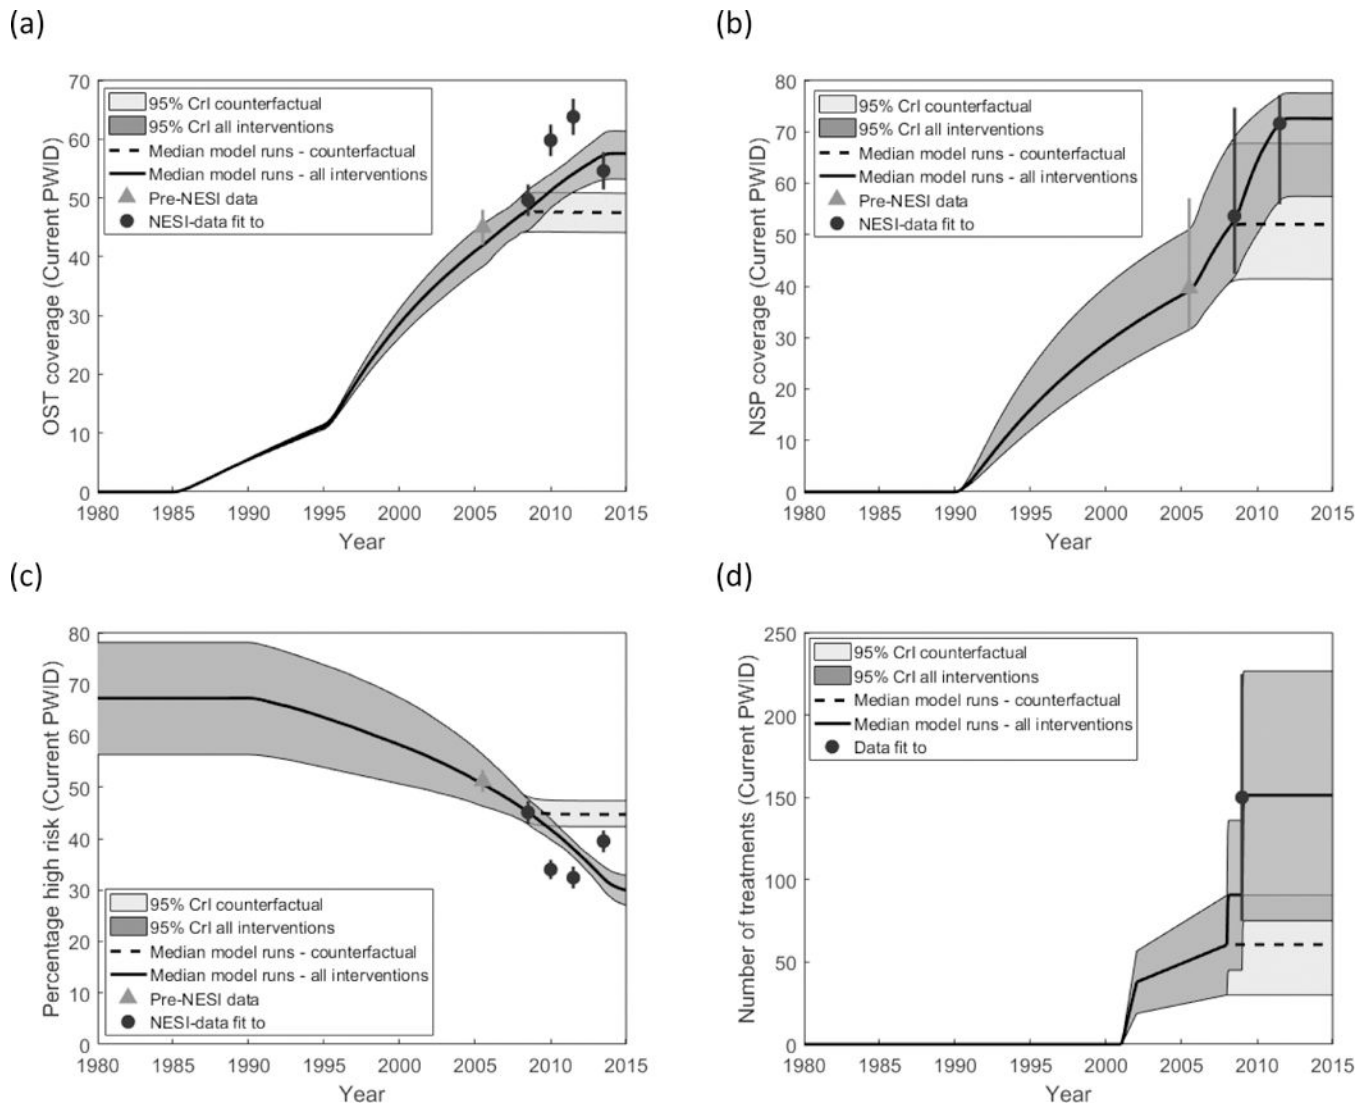 (a)
OST coverage (Current PWID)
70
60
50
40
30
20
10
0
95% CrI counterfactual
95% CrI all interventions
Median model runs - counterfactual
Median model runs - all interventions
Pre-NESI data
NESI-data fit to
1980 1985 1990 1995 2000 2005 2010 2015
Year
(b)
NSP coverage (Current PWID)
80
70
60
50
40
30
20
10
0
95% CrI counterfactual
95% CrI all interventions
Median model runs - counterfactual
Median model runs - all interventions
Pre-NESI data
NESI-data fit to
1980 1985 1990 1995 2000 2005 2010 2015
Year
(c)
Percentage high risk (Current PWID)
80
70
60
50
40
30
20
10
0
95% CrI counterfactual
95% CrI all interventions
Median model runs - counterfactual
Median model runs - all interventions
Pre-NESI data
NESI-data fit to
1980 1985 1990 1995 2000 2005 2010 2015
Year
(d)
Number of treatments (Current PWID)
250
200
150
100
50
0
95% CrI counterfactual
95% CrI all interventions
Median model runs - counterfactual
Median model runs - all interventions
Data fit to
1980 1985 1990 1995 2000 2005 2010 2015
Year